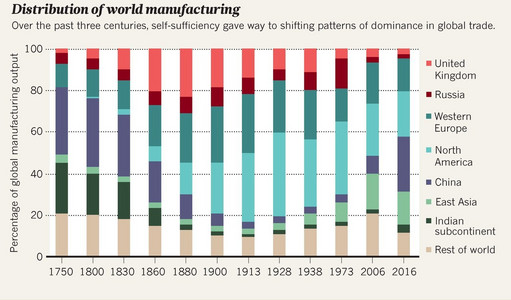 Distribution of world manufacturing
Over the past three centuries, self-sufficiency gave way to shifting patterns of dominance in global trade.
Percentage of global manufacturing output
100
80
60
40
20
0
1750 1800 1830 1860 1880 1900 1913 1928 1938 1973 2006 2016
United
Kingdom
Russia
Western
Europe
North
America
China
East Asia
Indian
subcontinent
Rest of world